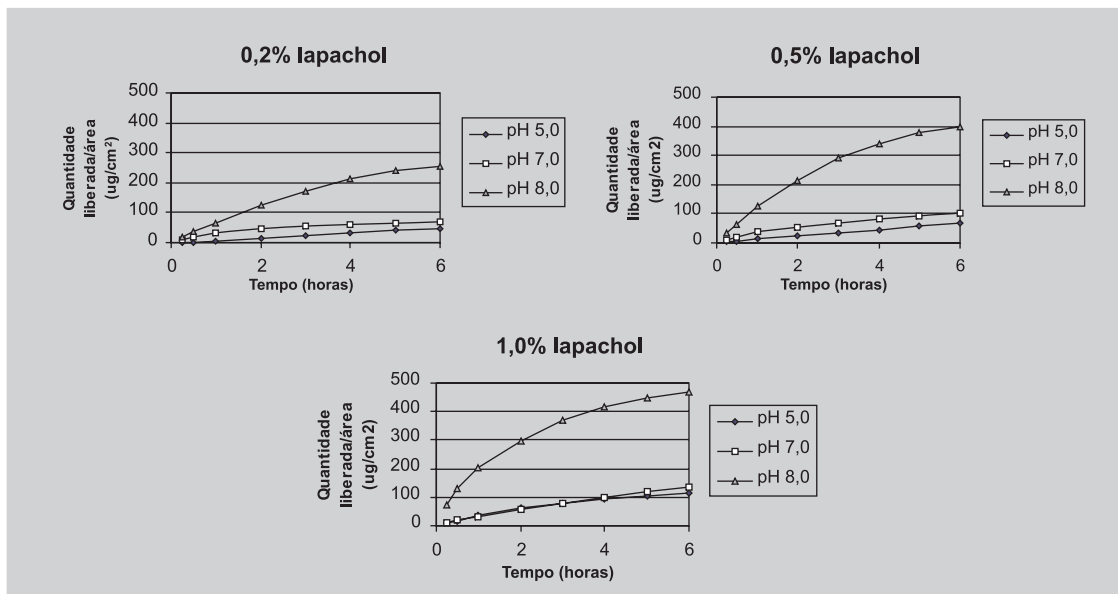 0,2% lapachol
Quantidade
liberada/área
(ug/cm²)
500
400
300
200
100
0
0 2 4 6
Tempo (horas)
pH 5,0
pH 7,0
pH 8,0
0,5% lapachol
Quantidade
liberada/área
(ug/cm2)
500
400
300
200
100
0
0 2 4 6
Tempo (horas)
pH 5,0
pH 7,0
pH 8,0
1,0% lapachol
Quantidade
liberada/área
(ug/cm2)
500
400
300
200
100
0
0 2 4 6
Tempo (horas)
pH 5,0
pH 7,0
pH 8,0